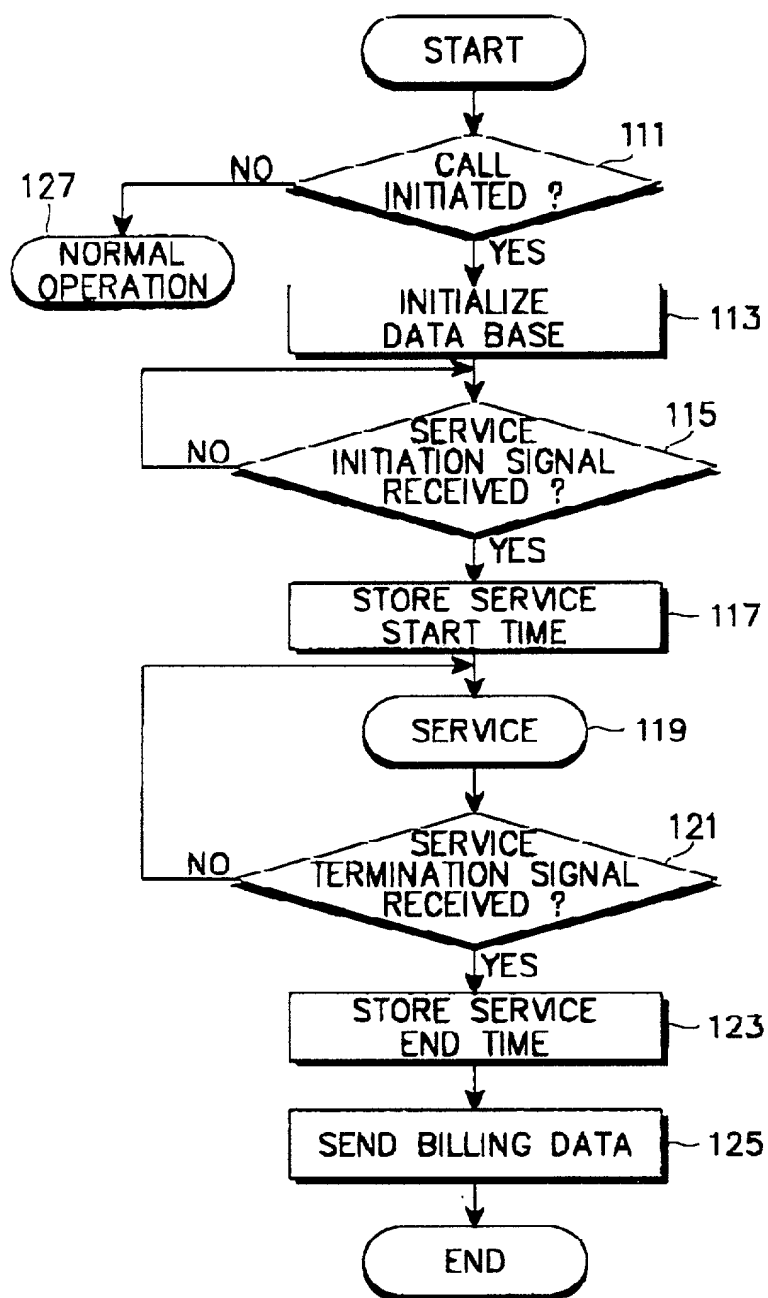 START
111
CALL
INITIATED ?
NO
127
NORMAL
OPERATION
YES
INITIALIZE
DATA BASE
113
115
SERVICE
INITIATION SIGNAL
RECEIVED ?
NO
YES
STORE SERVICE
START TIME
117
SERVICE
119
121
SERVICE
TERMINATION SIGNAL
RECEIVED ?
NO
YES
STORE SERVICE
END TIME
123
SEND BILLING DATA
125
END